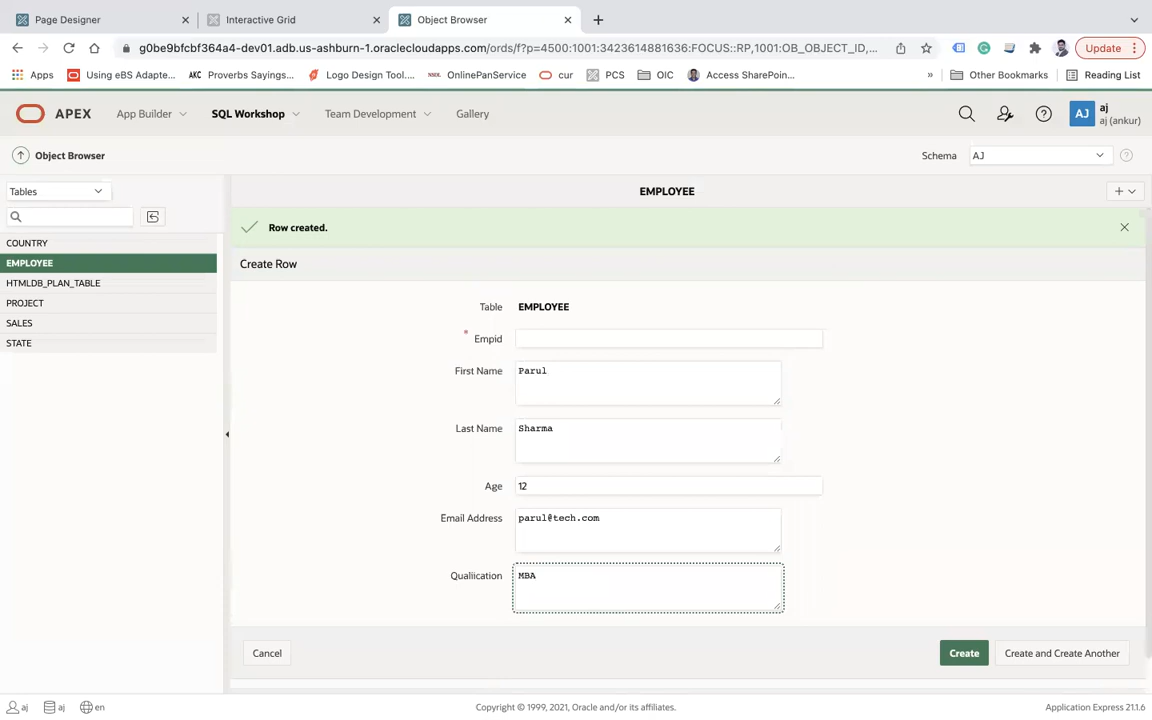 Page Designer
Interactive Grid
Object Browser
g0be9bfcbf364a4-dev01.adb.us-ashburn-1.oraclecloudapps.com/ords/f?p=4500:1001:3423614881636:FOCUS::RP,1001:OB_OBJECT_ID,...
Update
Apps
Using eBS Adapte...
AKC Proverbs Sayings...
Logo Design Tool....
NSDL OnlinePanService
cur
PCS
OIC
Access SharePoin...
»
Other Bookmarks
Reading List
APEX
App Builder
SQL Workshop
Team Development
Gallery
AJ
aj
aj (ankur)
Object Browser
Schema
AJ
Tables
EMPLOYEE
Row created.
COUNTRY
EMPLOYEE
HTMLDB_PLAN_TABLE
PROJECT
SALES
STATE
Create Row
Table EMPLOYEE
* Empid
First Name Parul
Last Name Sharma
Age 12
Email Address parul@tech.com
Qualiication MBA
Cancel
Create
Create and Create Another
aj
aj
en
Copyright © 1999, 2021, Oracle and/or its affiliates.
Application Express 21.1.6